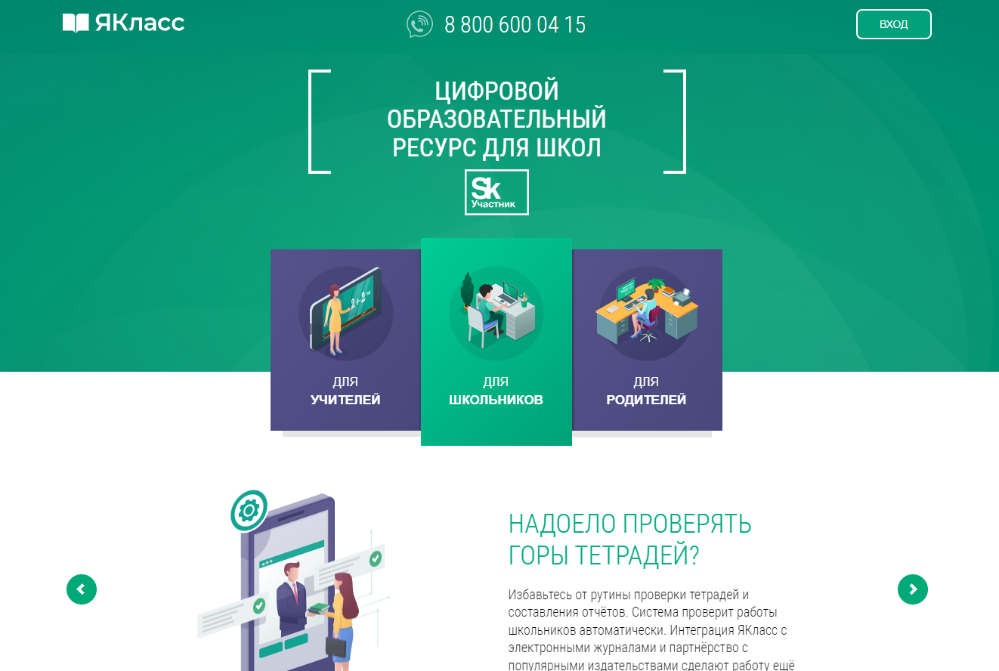 ЯКласс
8 800 600 04 15
ВХОД
ЦИФРОВОЙ
ОБРАЗОВАТЕЛЬНЫЙ
РЕСУРС ДЛЯ ШКОЛ
Sk
Участник
2+2=
ДЛЯ
УЧИТЕЛЕЙ
ДЛЯ
ШКОЛЬНИКОВ
ДЛЯ
РОДИТЕЛЕЙ
НАДОЕЛО ПРОВЕРЯТЬ
ГОРЫ ТЕТРАДЕЙ?
Избавьтесь от рутины проверки тетрадей и
составления отчётов. Система проверит работы
школьников автоматически. Интеграция ЯКласс с
электронными журналами и партнёрство с
популярными издательствами сделают работу ещё